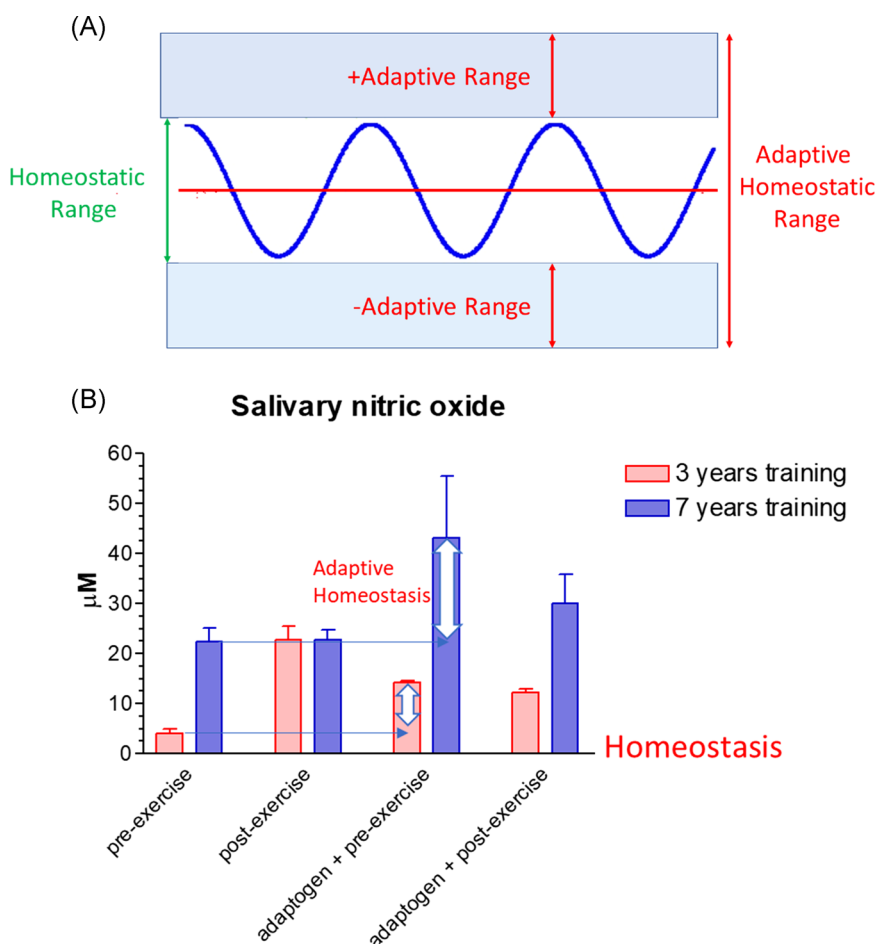 (A)
+Adaptive Range
Homeostatic
Range
Adaptive
Homeostatic
Range
-Adaptive Range
(B)
Salivary nitric oxide
60
50
40
30
20
10
0
μM
3 years training
7 years training
Adaptive
Homeostasis
Homeostasis
pre-exercise
post-exercise
adaptogen + pre-exercise
adaptogen + post-exercise